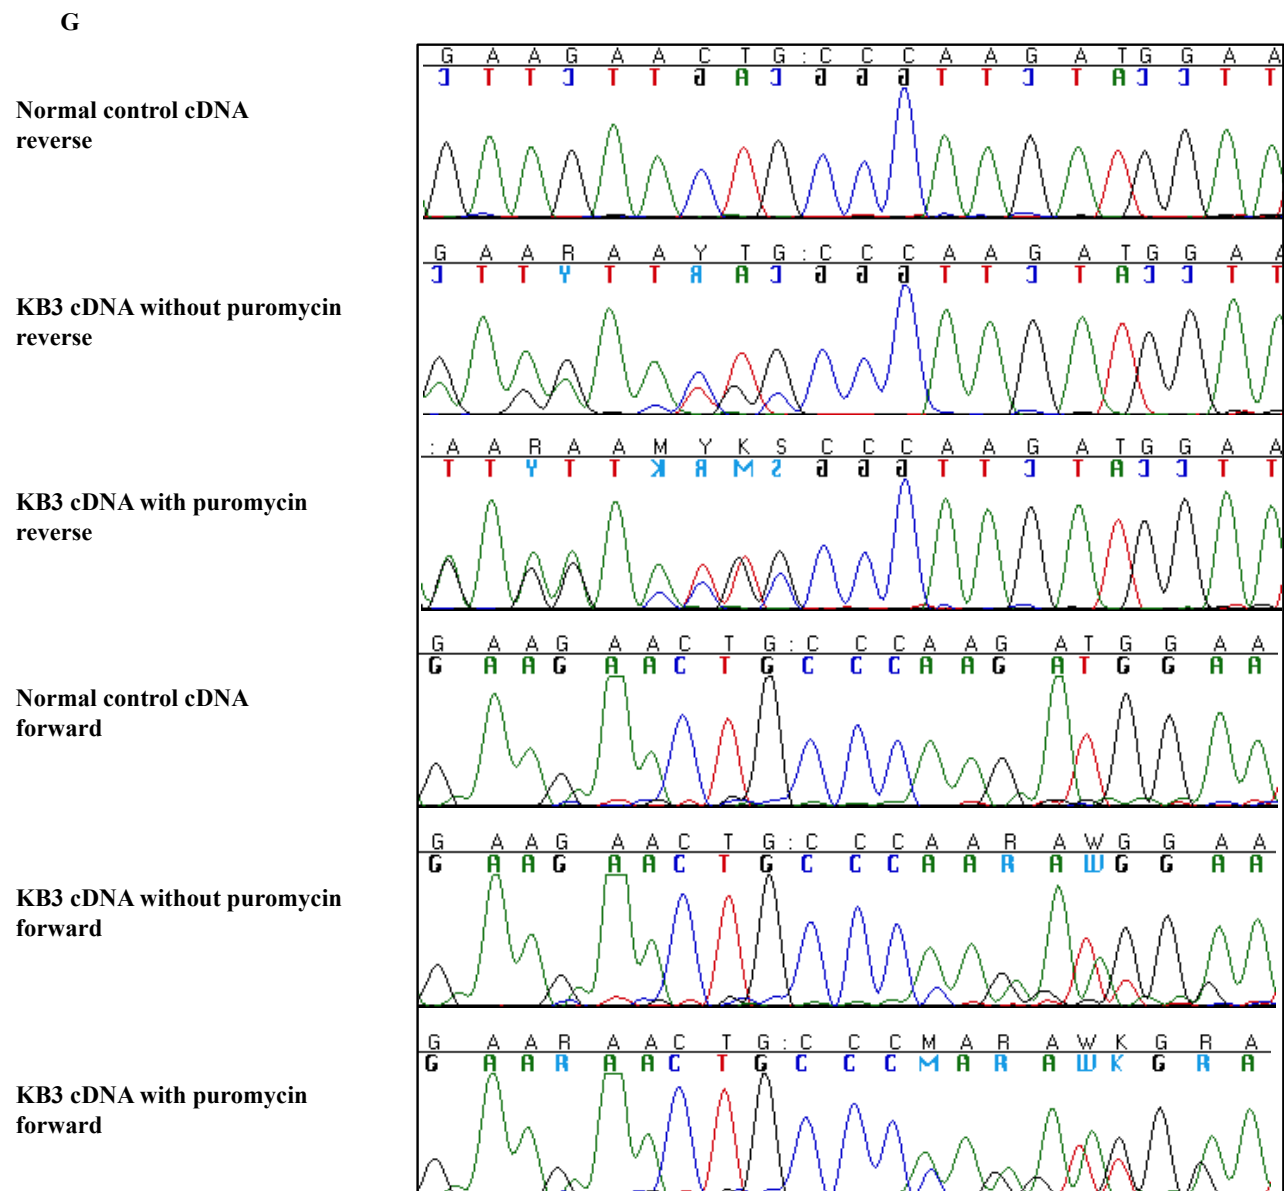 G
G A A G A A C T G : C C C A A G A T G G A A
C T T C T T G A C G G G T T C T A C C T T
Normal control cDNA
reverse
G A A R A A Y T G : C C C A A G A T G G A A
C T T Y T T R A C G G G T T C T A C C T T
KB3 cDNA without puromycin
reverse
: A A R A A M Y K S C C C A A G A T G G A A
T T Y T T K R M S G G G T T C T A C C T T
KB3 cDNA with puromycin
reverse
G A A G A A C T G : C C C A A G A T G G A A
G A A G A A C T G C C C A A G A T G G A A
Normal control cDNA
forward
G A A G A A C T G : C C C A A R A W G G A A
G A A G A A C T G C C C A A R A W G G A A
KB3 cDNA without puromycin
forward
G A A R A A C T G : C C C M A R A W K G R A
G A A R A A C T G C C C M A R A W K G R A
KB3 cDNA with puromycin
forward